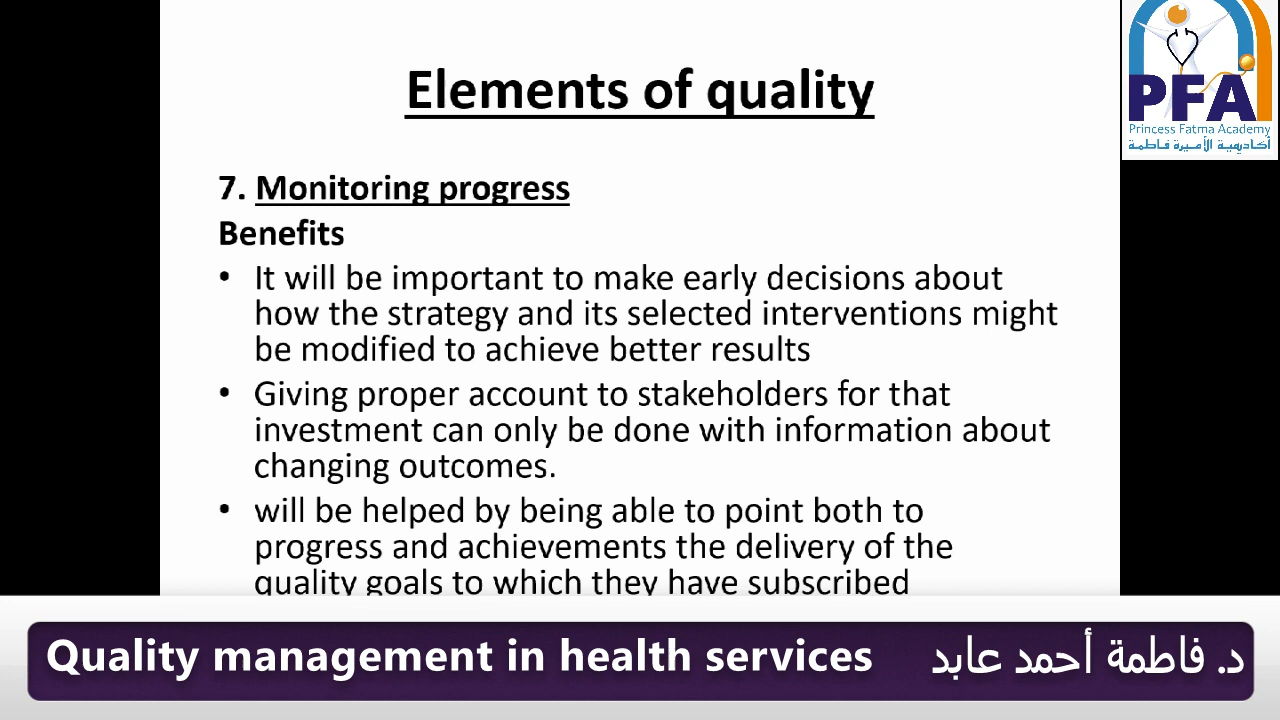 Elements of quality
PFA
Princess Fatma Academy
أكاديمية الأميرة فاطمة
7. Monitoring progress
Benefits
• It will be important to make early decisions about
how the strategy and its selected interventions might
be modified to achieve better results
• Giving proper account to stakeholders for that
investment can only be done with information about
changing outcomes.
• will be helped by being able to point both to
progress and achievements the delivery of the
quality goals to which they have subscribed
Quality management in health services
د. فاطمة أحمد عابد